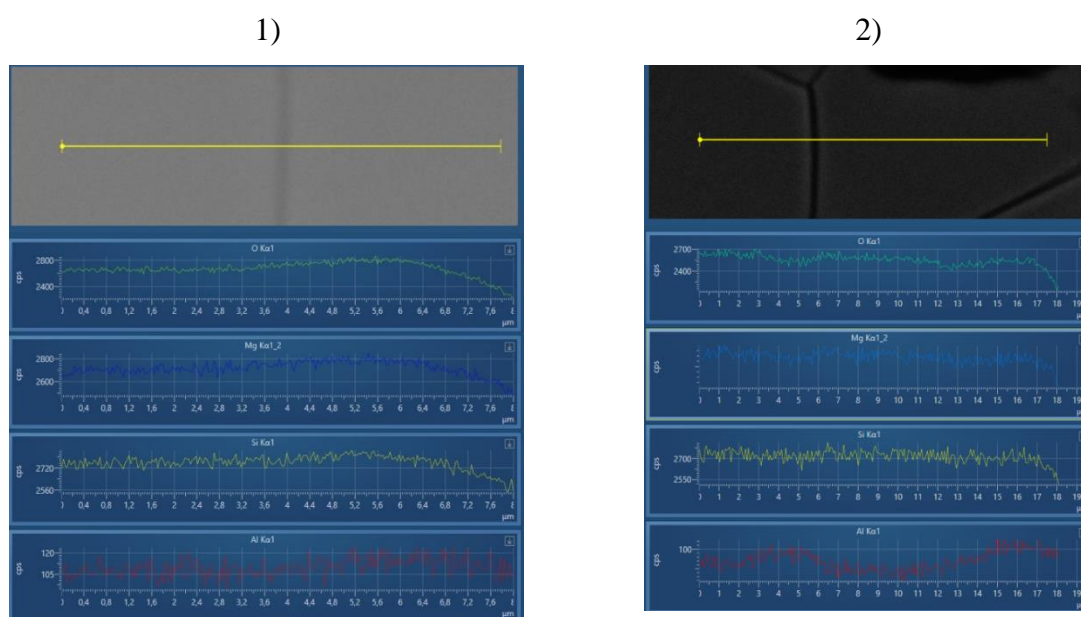 1)
2)
O Kα1
cps
2800
2400
0 0,4 0,8 1,2 1,6 2 2,4 2,8 3,2 3,6 4 4,4 4,8 5,2 5,6 6 6,4 6,8 7,2 7,6 8
µm
Mg Kα1_2
cps
2800
2600
0 0,4 0,8 1,2 1,6 2 2,4 2,8 3,2 3,6 4 4,4 4,8 5,2 5,6 6 6,4 6,8 7,2 7,6 8
µm
Si Kα1
cps
2720
2560
0 0,4 0,8 1,2 1,6 2 2,4 2,8 3,2 3,6 4 4,4 4,8 5,2 5,6 6 6,4 6,8 7,2 7,6 8
µm
Al Kα1
cps
120
105
0,4 0,8 1,2 1,6 2 2,4 2,8 3,2 3,6 4 4,4 4,8 5,2 5,6 6 6,4 6,8 7,2 7,6 8
µm
O Kα1
cps
2700
2400
1 2 3 4 5 6 7 8 9 10 11 12 13 14 15 16 17 18 19
Mg Kα1_2
cps
1 2 3 4 5 6 7 8 9 10 11 12 13 14 15 16 17 18 19
Si Kα1
cps
2700
2550
1 2 3 4 5 6 7 8 9 10 11 12 13 14 15 16 17 18 19
Al Kα1
cps
100
1 2 3 4 5 6 7 8 9 10 11 12 13 14 15 16 17 18 19